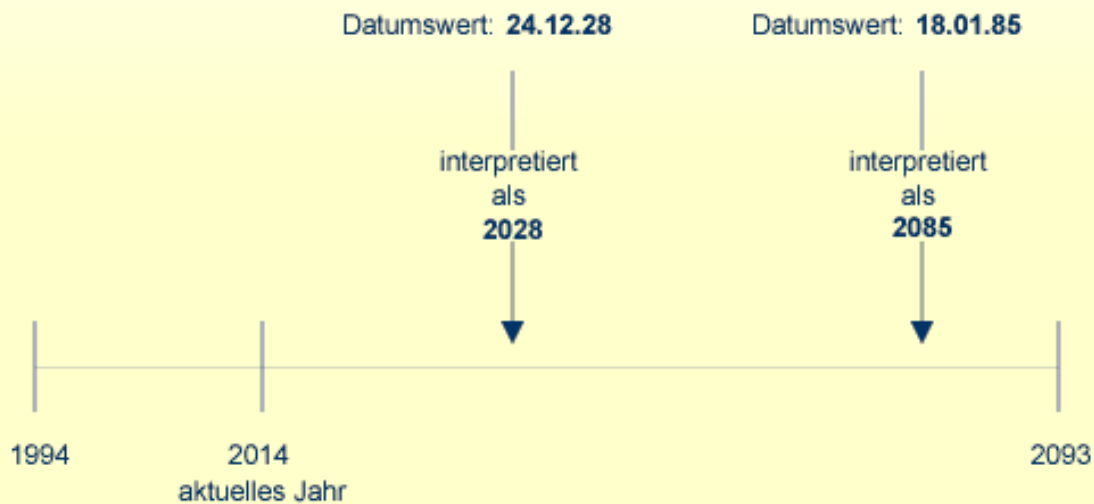 Datumswert: 24.12.28
Datumswert: 18.01.85
interpretiert
als
2028
interpretiert
als
2085
1994
2014
aktuelles Jahr
2093